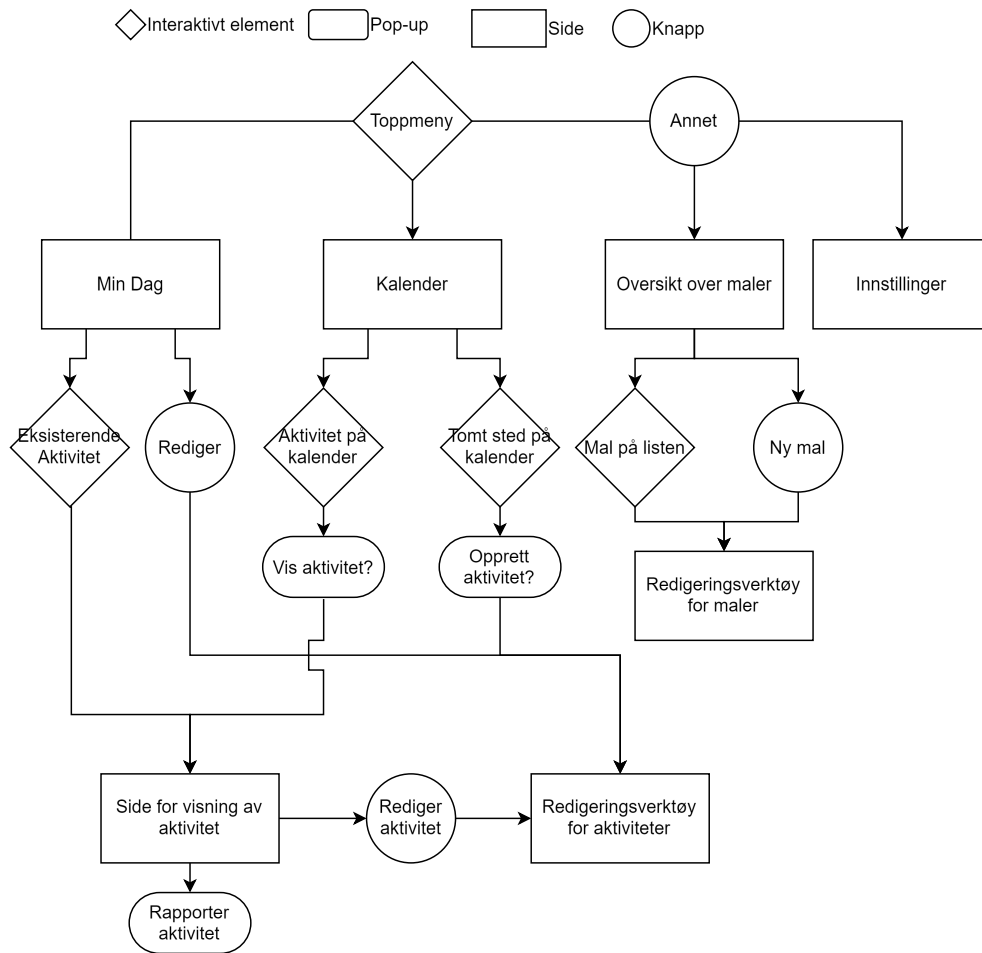 Interaktivt element
Pop-up
Side
Knapp
Toppmeny
Annet
Min Dag
Kalender
Oversikt over maler
Innstillinger
Eksisterende
Aktivitet
Rediger
Aktivitet på
kalender
Tomt sted på
kalender
Mal på listen
Ny mal
Vis aktivitet?
Opprett
aktivitet?
Redigeringsverktøy
for maler
Side for visning av
aktivitet
Rediger
aktivitet
Redigeringsverktøy
for aktiviteter
Rapporter
aktivitet